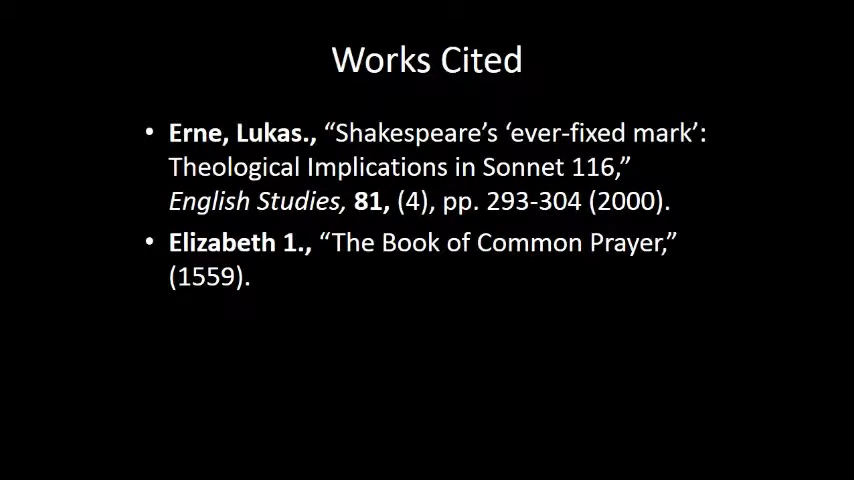 Works Cited
• Erne, Lukas., “Shakespeare’s ‘ever-fixed mark’:
Theological Implications in Sonnet 116,”
English Studies, 81, (4), pp. 293-304 (2000).
• Elizabeth 1., “The Book of Common Prayer,”
(1559).